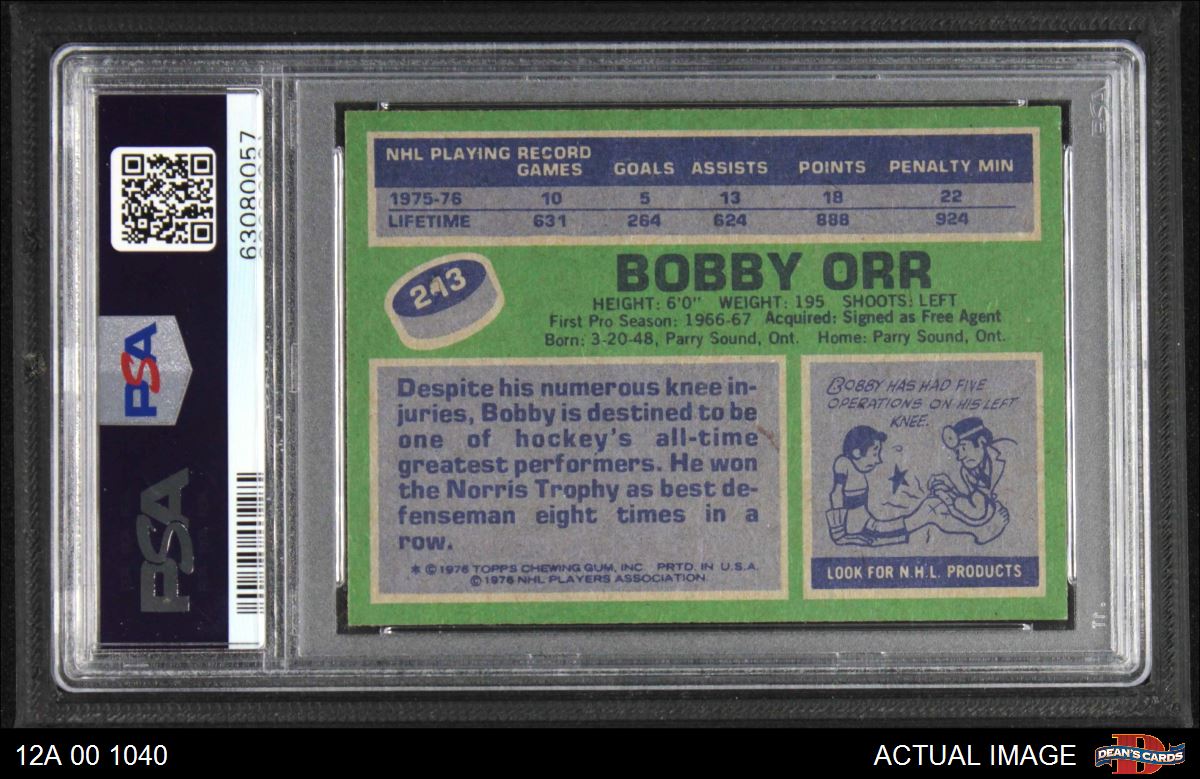 63080057
PSA
PSA
NHL PLAYING RECORD
GAMES GOALS ASSISTS POINTS PENALTY MIN
1975-76 10 5 13 18 22
LIFETIME 631 264 624 888 924
243
BOBBY ORR
HEIGHT: 6'0" WEIGHT: 195 SHOOTS: LEFT
First Pro Season: 1966-67 Acquired: Signed as Free Agent
Born: 3-20-48, Parry Sound, Ont. Home: Parry Sound, Ont.
Despite his numerous knee in-
juries, Bobby is destined to be
one of hockey's all-time
greatest performers. He won
the Norris Trophy as best de-
fenseman eight times in a
row.
* © 1976 TOPPS CHEWING GUM, INC PRTD. IN U.S.A.
© 1976 NHL PLAYERS ASSOCIATION
BOBBY HAS HAD FIVE
OPERATIONS ON HIS LEFT
KNEE.
LOOK FOR N.H.L. PRODUCTS
12A 00 1040
ACTUAL IMAGE
DEAN'S CARDS